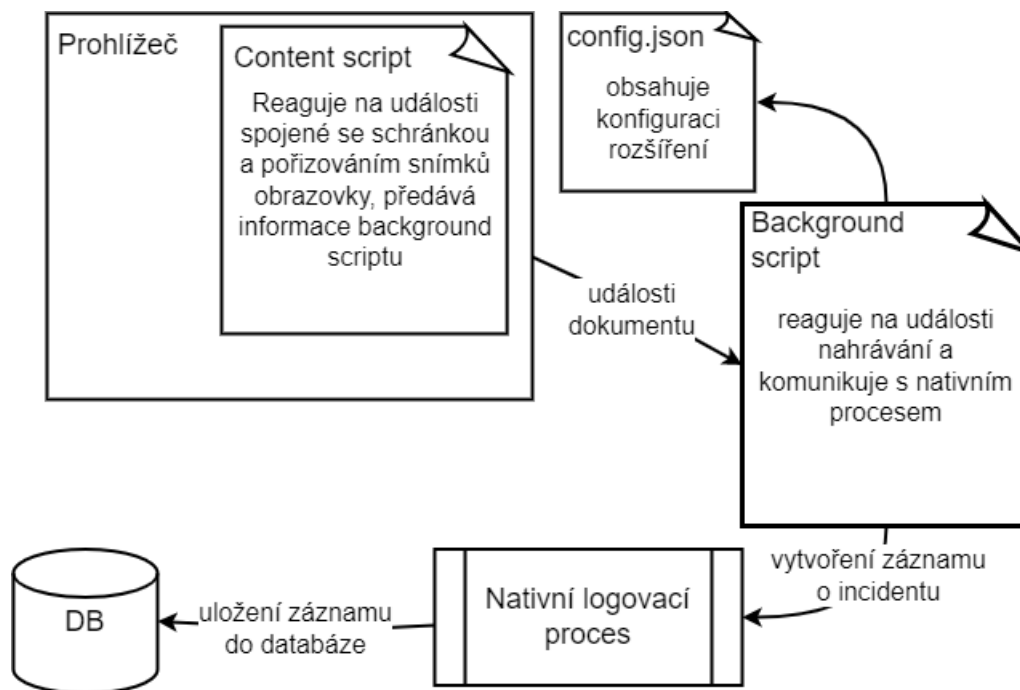 Prohlížeč
Content script
Reaguje na události
spojené se schránkou
a pořizováním snímků
obrazovky, předává
informace background
scriptu
config.json
obsahuje
konfiguraci
rozšíření
události
dokumentu
Background
script
reaguje na události
nahrávání a
komunikuje s nativním
procesem
vytvoření záznamu
o incidentu
Nativní logovací
proces
uložení záznamu
do databáze
DB